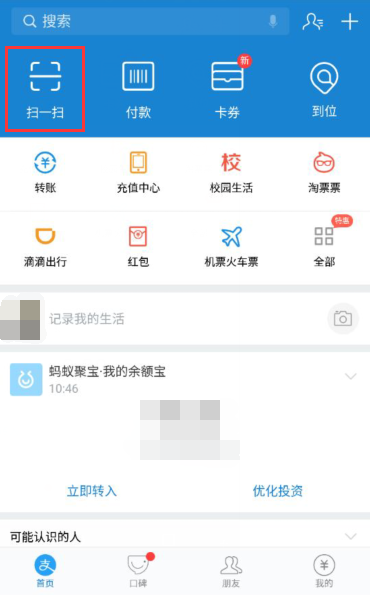 搜索
新
扫一扫 付款 卡券 到位
校
转账 充值中心 校园生活 淘票票
特惠
滴滴出行 红包 机票火车票 全部
记录我的生活
蚂蚁聚宝·我的余额宝
10:46
立即转入 优化投资
可能认识的人
支
首页 口碑 朋友 我的